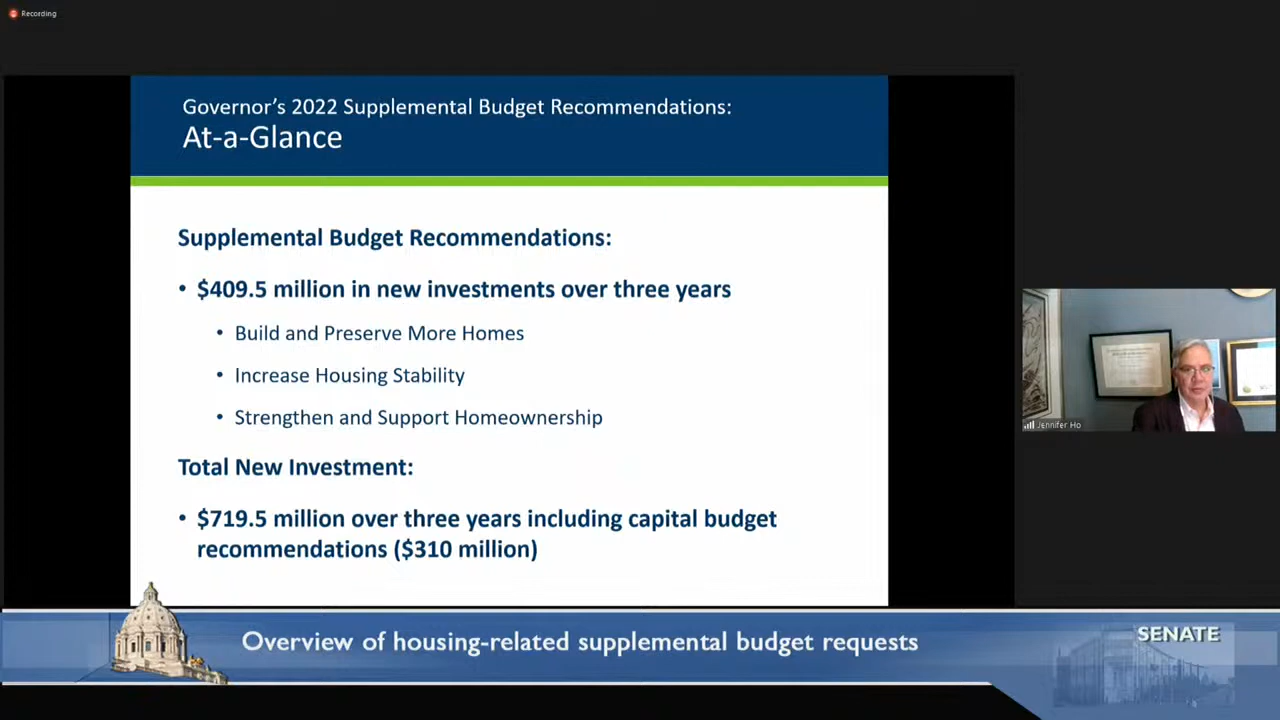 Recording
Governor's 2022 Supplemental Budget Recommendations:
At-a-Glance
Supplemental Budget Recommendations:
• $409.5 million in new investments over three years
• Build and Preserve More Homes
• Increase Housing Stability
• Strengthen and Support Homeownership
Total New Investment:
• $719.5 million over three years including capital budget
recommendations ($310 million)
Jennifer Ho
Overview of housing-related supplemental budget requests
SENATE